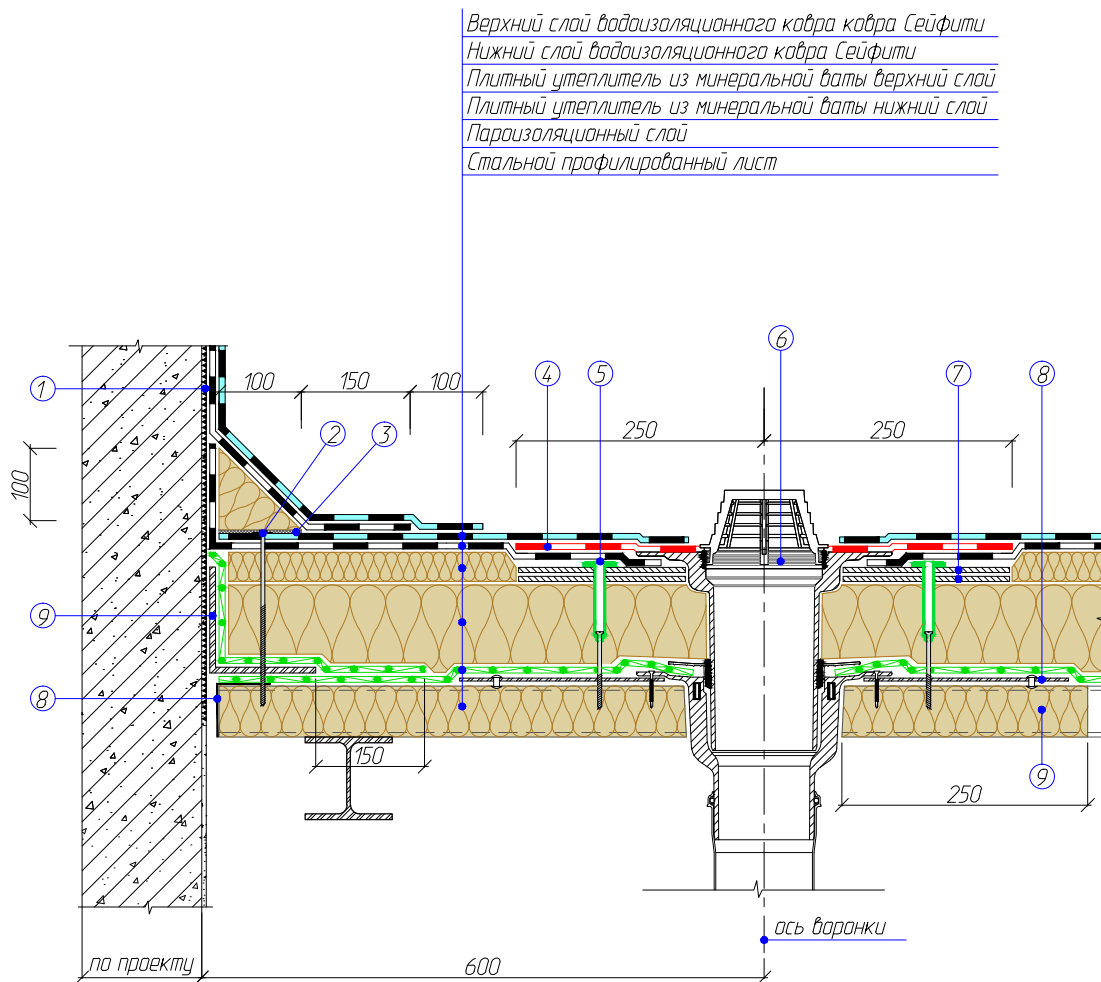 Верхний слой водоизоляционного ковра ковра Сейфити
Нижний слой водоизоляционного ковра Сейфити
Плитный утеплитель из минеральной ваты верхний слой
Плитный утеплитель из минеральной ваты нижний слой
Пароизоляционный слой
Стальной профилированный лист
6
1
100
150
100
4
5
7
8
2
3
250
250
100
9
8
9
150
250
ось воронки
по проекту
600